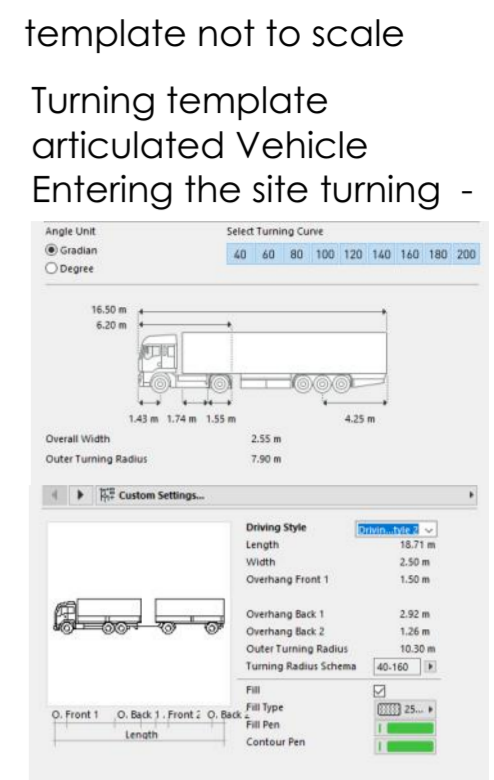 template not to scale
Turning template
articulated Vehicle
Entering the site turning -
Angle Unit Select Turning Curve
Gradian 40 60 80 100 120 140 160 180 200
Degree
16.50 m
6.20 m
1.43 m 1.74 m 1.55 m 4.25 m
Overall Width 2.55 m
Outer Turning Radius 7.90 m
Custom Settings...
Driving Style Drivin...tyle 2
Length 18.71 m
Width 2.50 m
Overhang Front 1 1.50 m
Overhang Back 1 2.92 m
Overhang Back 2 1.26 m
Outer Turning Radius 10.30 m
Turning Radius Schema 40-160
Fill
Fill Type 25...
Fill Pen
Contour Pen
O. Front 1 O. Back 1 . Front 2 O. Back 2
Length